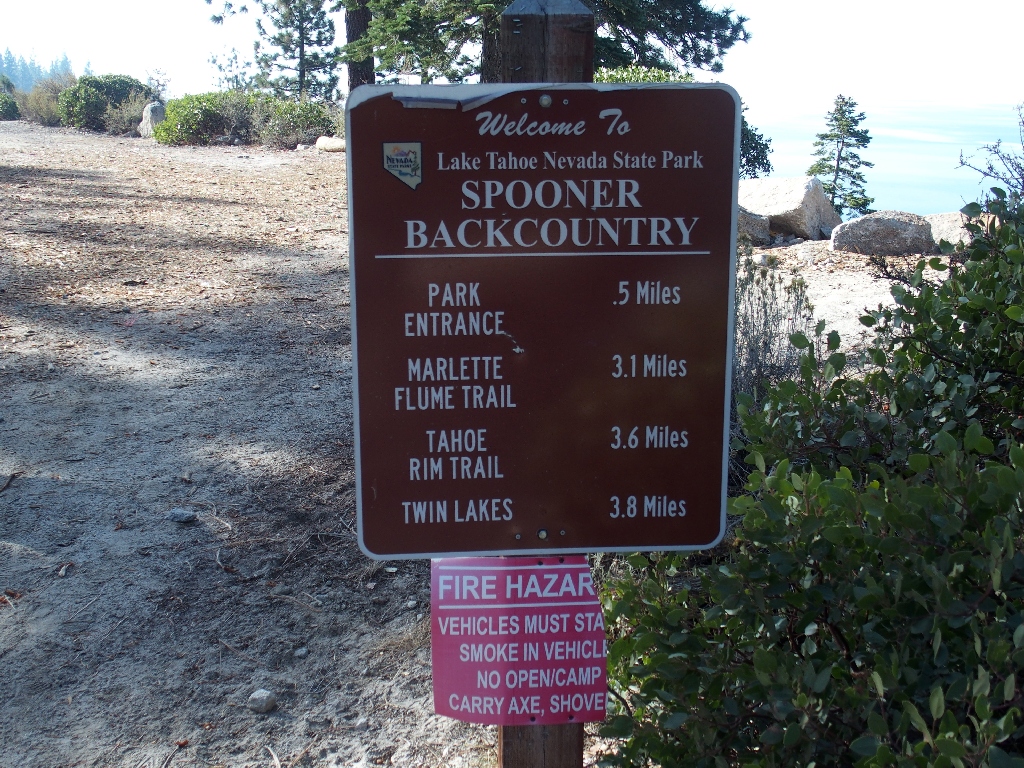 Welcome To
NEVADA
Lake Tahoe Nevada State Park
SPOONER
BACKCOUNTRY
PARK
ENTRANCE .5 Miles
MARLETTE
FLUME TRAIL 3.1 Miles
TAHOE
RIM TRAIL 3.6 Miles
TWIN LAKES 3.8 Miles
FIRE HAZAR
VEHICLES MUST STA
SMOKE IN VEHICL
NO OPEN/CAMP
CARRY AXE, SHOVE